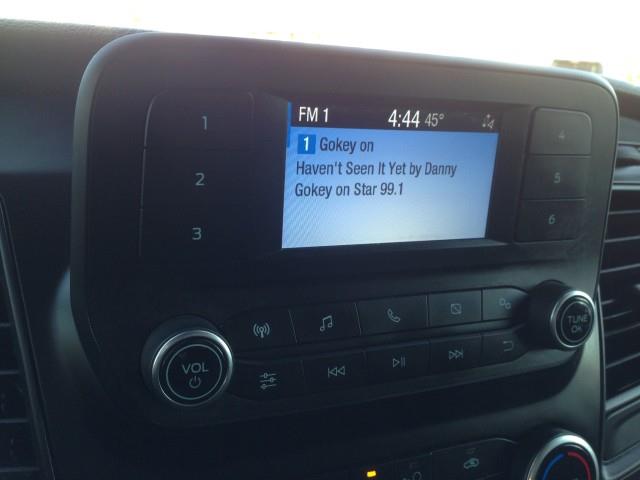 FM 1 4:44 45°
1 Gokey on
Haven't Seen It Yet by Danny
Gokey on Star 99.1
1
2
3
4
5
6
VOL
TUNE
OK